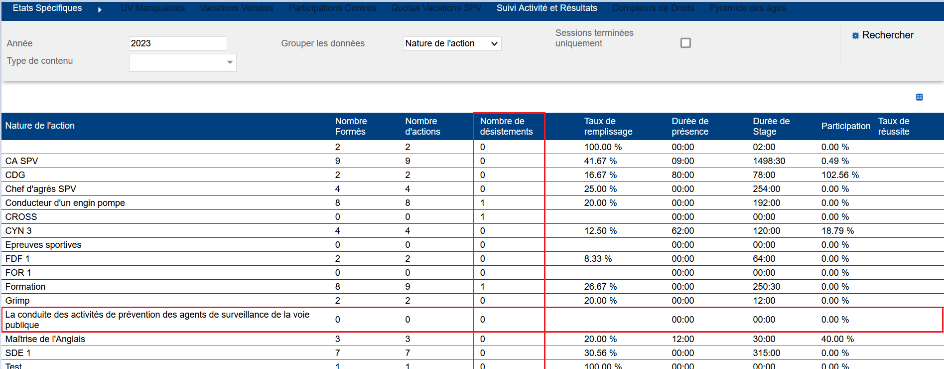 Etats Spécifiques UV Manquantes Vacations Versées Participations Centres Quotas Vacations SPV Suivi Activité et Résultats Compteurs de Droits Pyramide des âges
Année 2023 Grouper les données Nature de l'action Sessions terminées uniquement Rechercher
Type de contenu
Nature de l'action Nombre Formés Nombre d'actions Nombre de désistements Taux de remplissage Durée de présence Durée de Stage Participation Taux de réussite
2 2 0 100.00 % 00:00 02:00 0.00 %
CA SPV 9 9 0 41.67 % 09:00 1498:30 0.49 %
CDG 2 2 0 16.67 % 80:00 78:00 102.56 %
Chef d'agrès SPV 4 4 0 25.00 % 00:00 254:00 0.00 %
Conducteur d'un engin pompe 8 8 1 20.00 % 00:00 192:00 0.00 %
CROSS 0 0 1 00:00 00:00 0.00 %
CYN 3 4 4 0 12.50 % 62:00 120:00 18.79 %
Epreuves sportives 0 0 0 00:00 00:00 0.00 %
FDF 1 2 2 0 8.33 % 00:00 64:00 0.00 %
FOR 1 0 0 0 00:00 00:00 0.00 %
Formation 8 9 1 26.67 % 00:00 250:30 0.00 %
Grimp 2 2 0 20.00 % 00:00 12:00 0.00 %
La conduite des activités de prévention des agents de surveillance de la voie
publique 0 0 0 00:00 00:00 0.00 %
Maîtrise de l'Anglais 3 3 0 20.00 % 12:00 30:00 40.00 %
SDE 1 7 7 0 30.56 % 00:00 315:00 0.00 %
Test 1 1 0 100.00 % 00:00 00:00 0.00 %